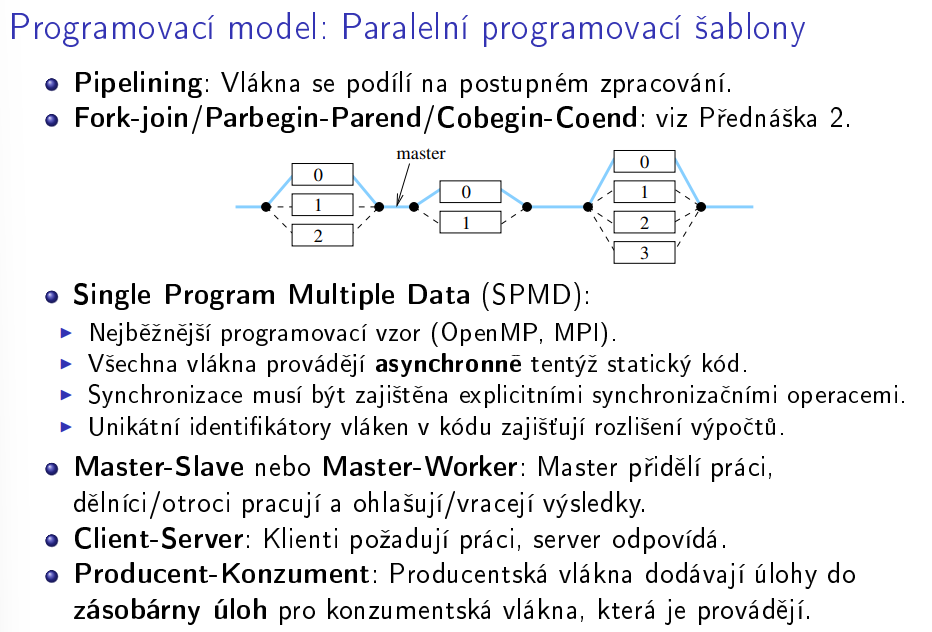 Programovací model: Paralelní programovací šablony
Pipelining: Vlákna se podílí na postupném zpracování.
Fork-join/Parbegin-Parend/Cobegin-Coend: viz Přednáška 2.
master
0
1
2
0
1
0
1
2
3
Single Program Multiple Data (SPMD):
Nejběžnější programovací vzor (OpenMP, MPI).
Všechna vlákna provádějí asynchronně tentýž statický kód.
Synchronizace musí být zajištěna explicitními synchronizačními operacemi.
Unikátní identifikátory vláken v kódu zajišťují rozlišení výpočtů.
Master-Slave nebo Master-Worker: Master přidělí práci,
dělníci/otroci pracují a ohlašují/vracejí výsledky.
Client-Server: Klienti požadují práci, server odpovídá.
Producent-Konzument: Producentská vlákna dodávají úlohy do
zásobárny úloh pro konzumentská vlákna, která je provádějí.